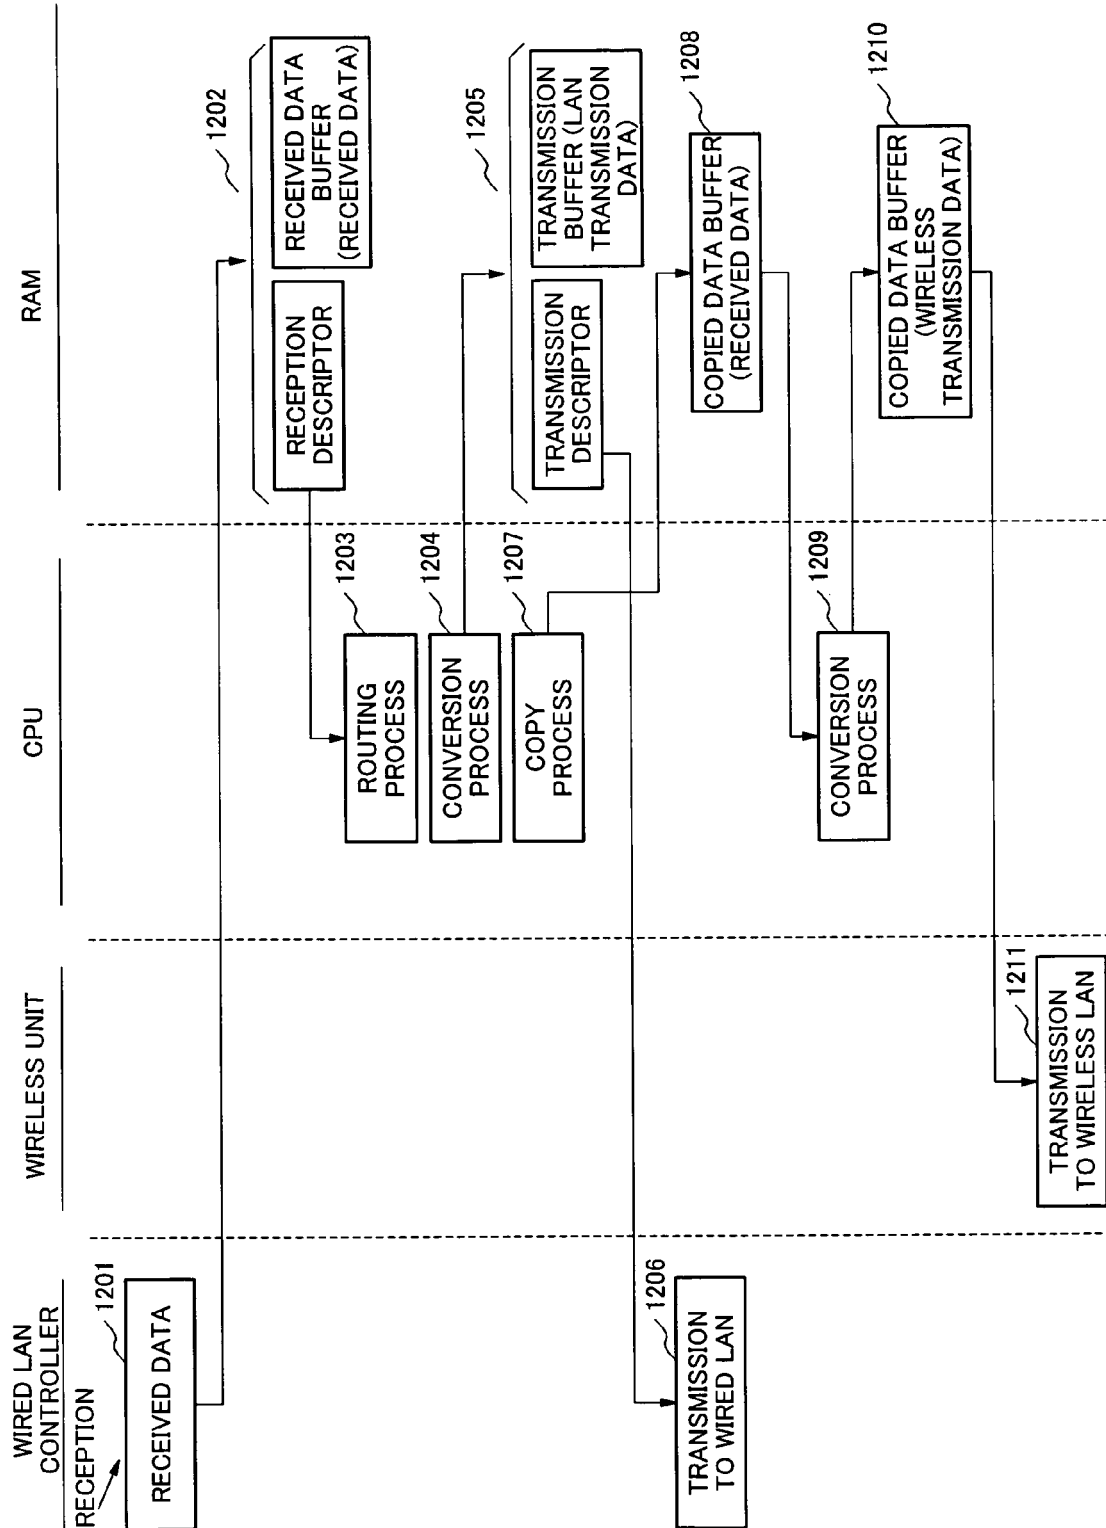 WIRED LAN
CONTROLLER
WIRELESS UNIT
CPU
RAM
RECEPTION
1201
RECEIVED DATA
1202
RECEPTION
DESCRIPTOR
RECEIVED DATA
BUFFER
(RECEIVED DATA)
1203
ROUTING
PROCESS
1204
CONVERSION
PROCESS
1205
TRANSMISSION
DESCRIPTOR
TRANSMISSION
BUFFER (LAN
TRANSMISSION
DATA)
1207
COPY
PROCESS
1206
TRANSMISSION
TO WIRED LAN
1208
COPIED DATA BUFFER
(RECEIVED DATA)
1209
CONVERSION
PROCESS
1210
COPIED DATA BUFFER
(WIRELESS
TRANSMISSION DATA)
1211
TRANSMISSION
TO WIRELESS LAN